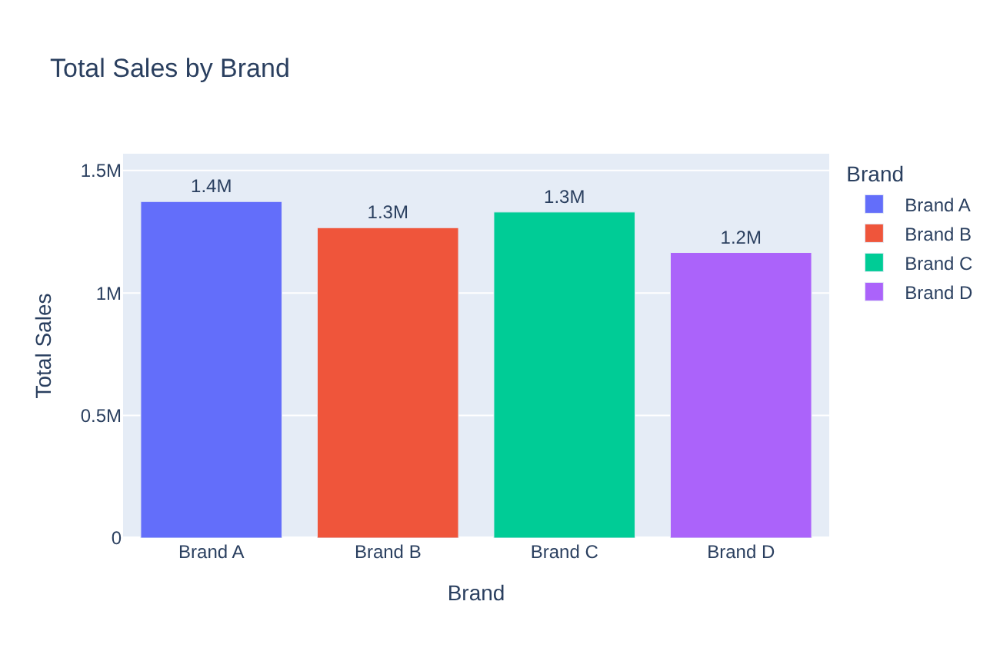 Total Sales by Brand
1.5M
1M
0.5M
0
Total Sales
1.4M
1.3M
1.3M
1.2M
Brand A
Brand B
Brand C
Brand D
Brand
Brand
Brand A
Brand B
Brand C
Brand D